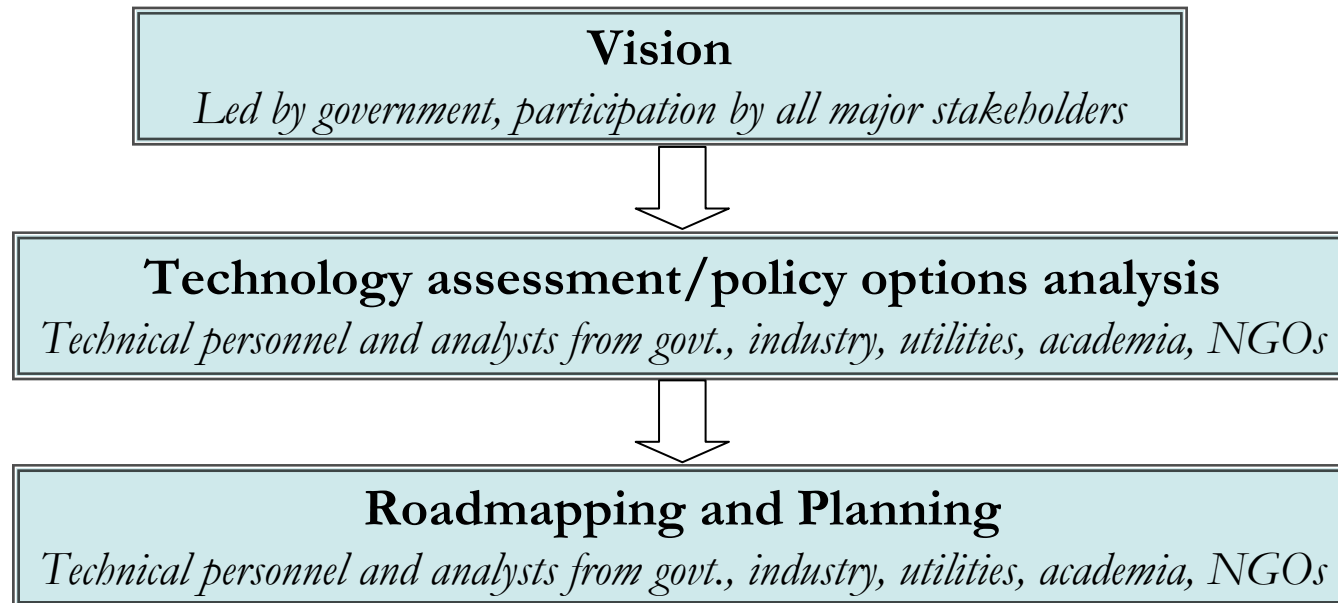 Vision
Led by government, participation by all major stakeholders
Technology assessment/policy options analysis
Technical personnel and analysts from govt., industry, utilities, academia, NGOs
Roadmapping and Planning
Technical personnel and analysts from govt., industry, utilities, academia, NGOs